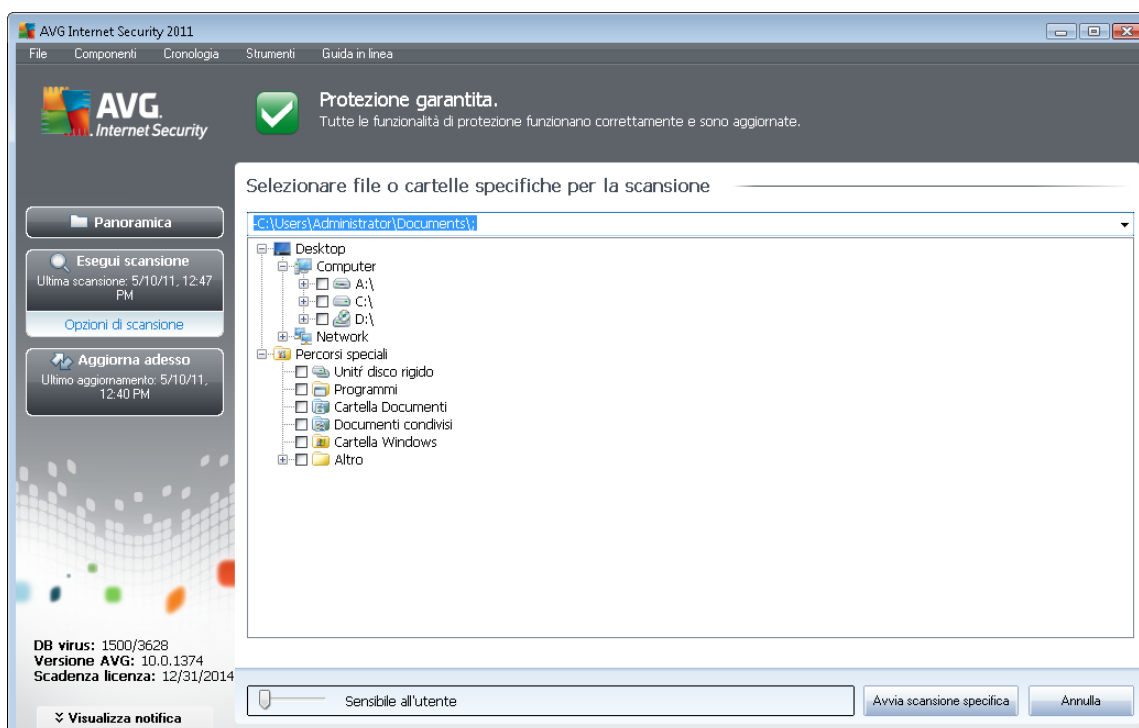 AVG Internet Security 2011
File Componenti Cronologia Strumenti Guida in linea
AVG.
Internet Security
Protezione garantita.
Tutte le funzionalità di protezione funzionano correttamente e sono aggiornate.
Panoramica
Esegui scansione
Ultima scansione: 5/10/11, 12:47
PM
Opzioni di scansione
Aggiorna adesso
Ultimo aggiornamento: 5/10/11,
12:40 PM
DB virus: 1500/3628
Versione AVG: 10.0.1374
Scadenza licenza: 12/31/2014
Visualizza notifica
Selezionare file o cartelle specifiche per la scansione
-C:\Users\Administrator\Documents\;
Desktop
Computer
A:\
C:\
D:\
Network
Percorsi speciali
Unitŕ disco rigido
Programmi
Cartella Documenti
Documenti condivisi
Cartella Windows
Altro
Sensibile all'utente
Avvia scansione specifica
Annulla